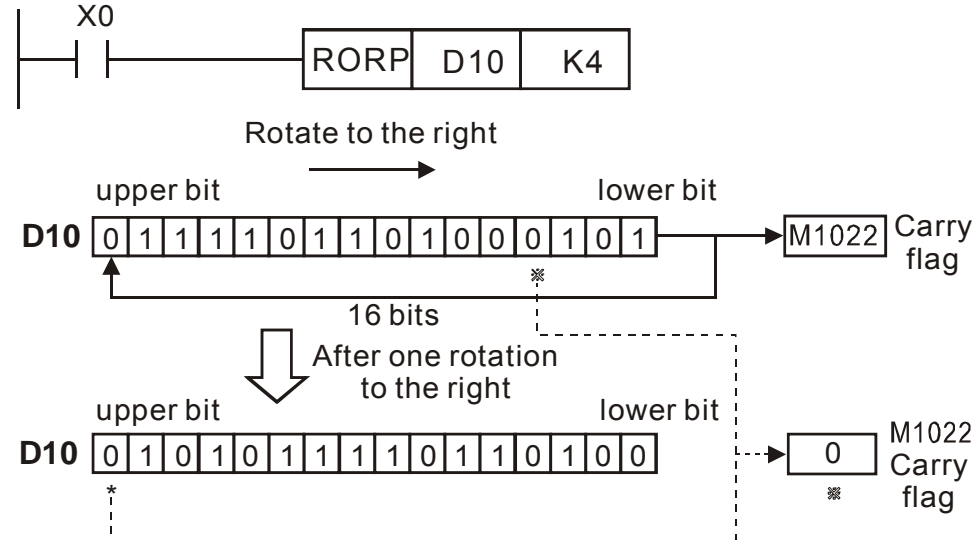 X0
RORP D10 K4
Rotate to the right
upper bit lower bit
D10 0 1 1 1 1 0 1 1 0 1 0 0 0 1 0 1 M1022 Carry flag
※
16 bits
After one rotation
to the right
upper bit lower bit
D10 0 1 0 1 0 1 1 1 1 0 1 1 0 1 0 0 0 M1022 Carry flag
* ※